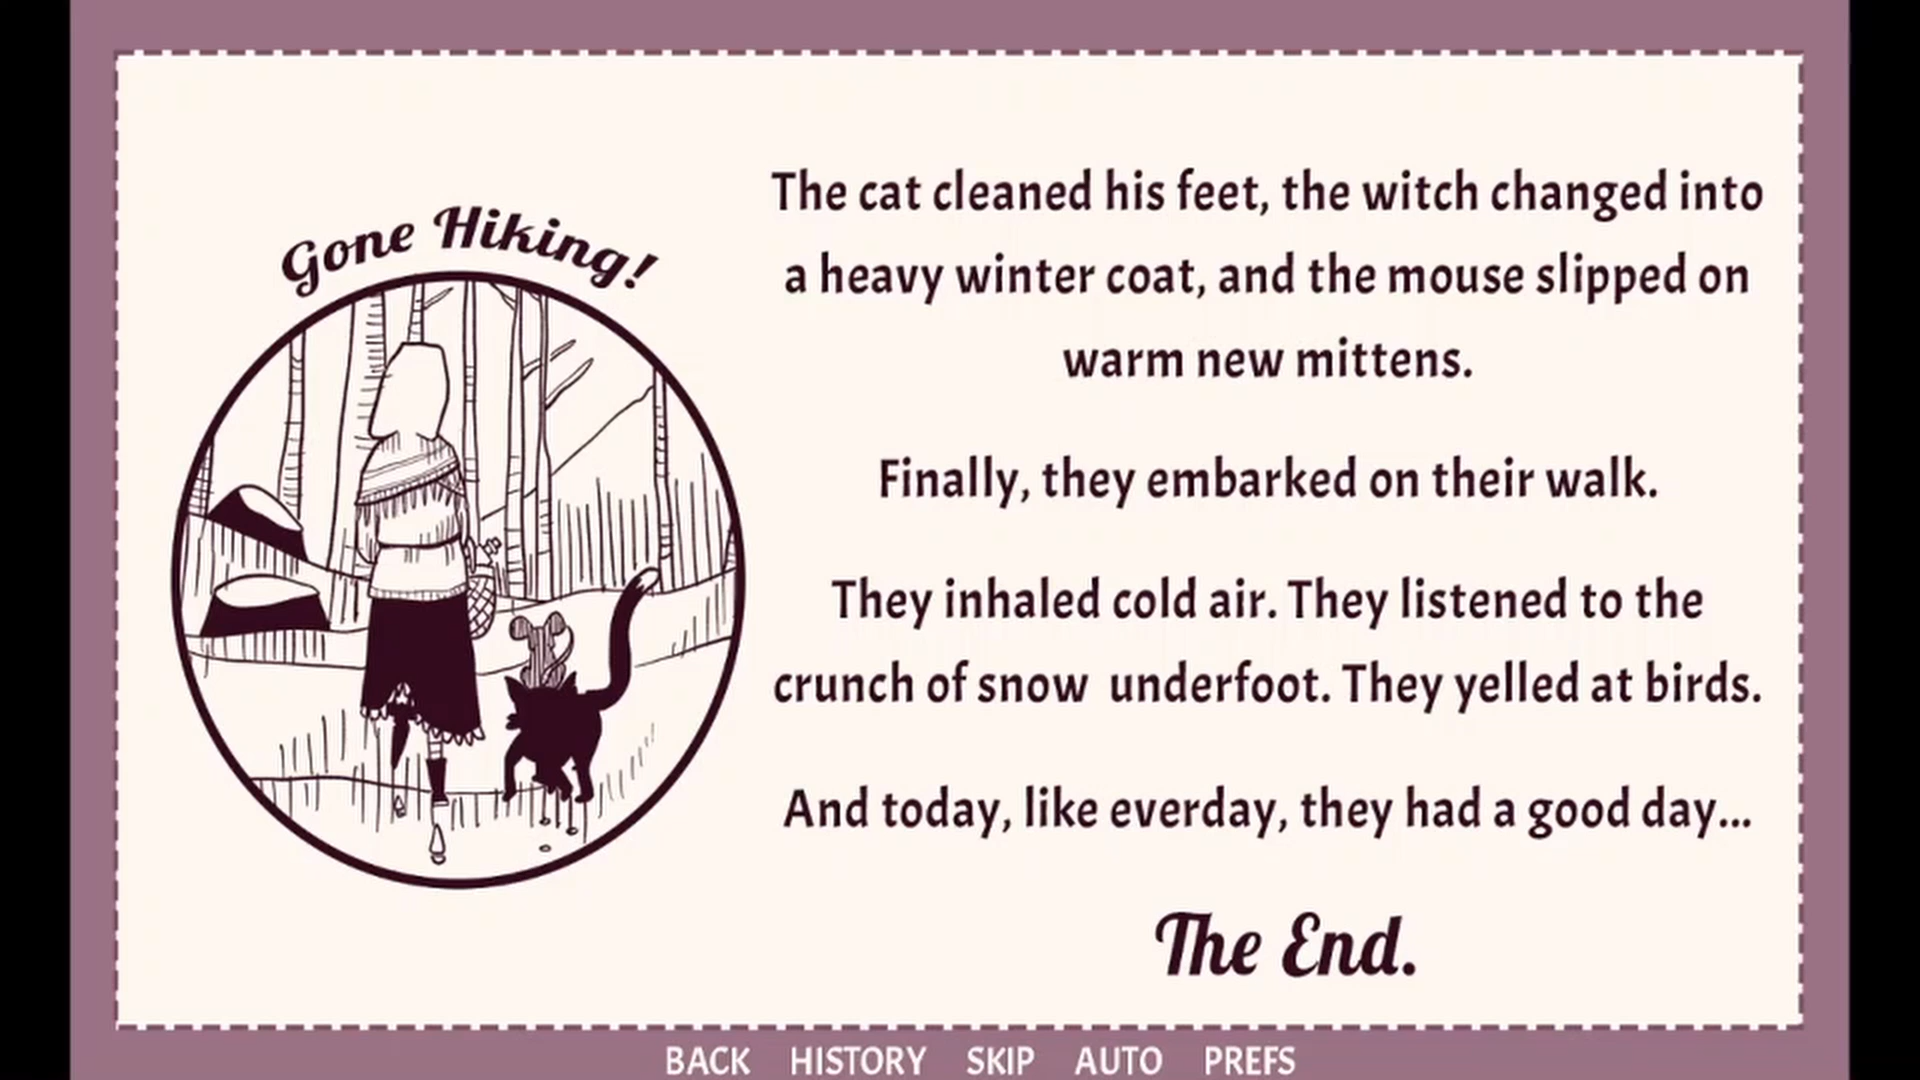 Gone Hiking!
The cat cleaned his feet, the witch changed into
a heavy winter coat, and the mouse slipped on
warm new mittens.
Finally, they embarked on their walk.
They inhaled cold air. They listened to the
crunch of snow  underfoot. They yelled at birds.
And today, like everday, they had a good day...
The End.
BACK HISTORY SKIP AUTO PREFS